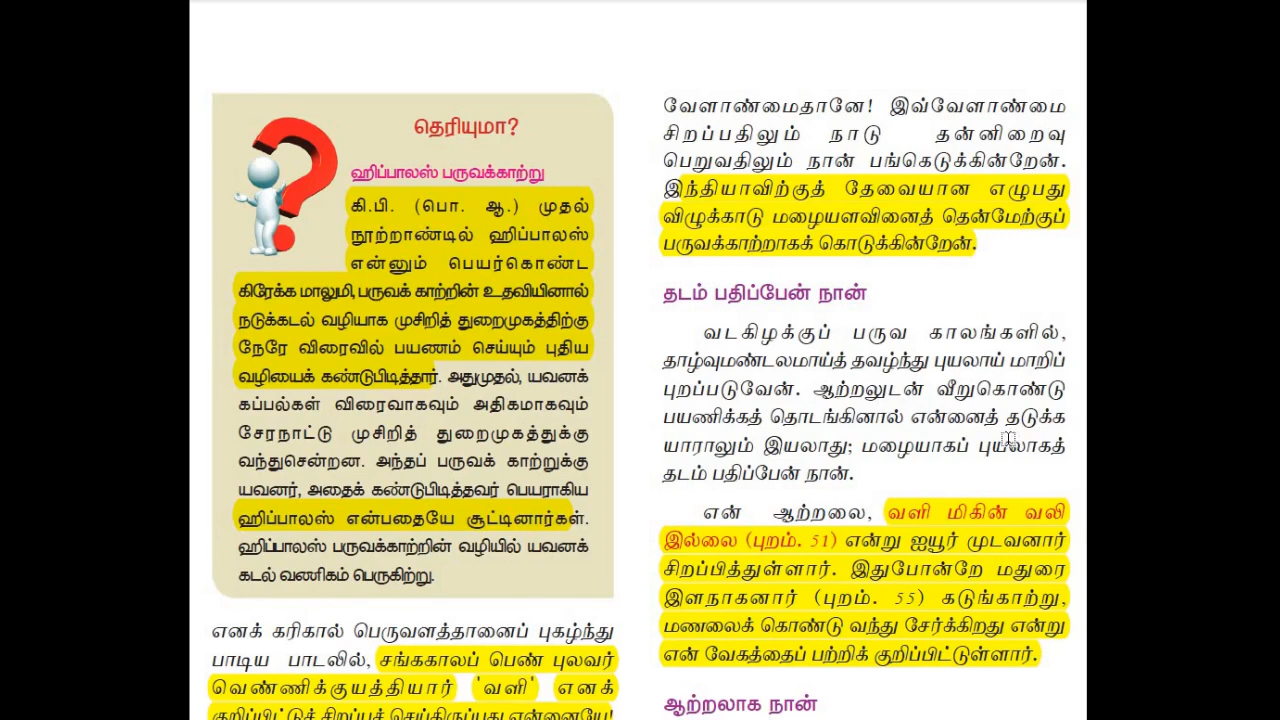 தெரியுமா?
ஹிப்பாலஸ் பருவக்காற்று
கி.பி. (பொ. ஆ.) முதல்
நூற்றாண்டில் ஹிப்பாலஸ்
என்னும் பெயர்கொண்ட
கிரேக்க மாலுமி, பருவக் காற்றின் உதவியினால்
நடுக்கடல் வழியாக முசிறித் துறைமுகத்திற்கு
நேரே விரைவில் பயணம் செய்யும் புதிய
வழியைக் கண்டுபிடித்தார். அதுமுதல், யவனக்
கப்பல்கள் விரைவாகவும் அதிகமாகவும்
சேரநாட்டு முசிறித் துறைமுகத்துக்கு
வந்துசென்றன. அந்தப் பருவக் காற்றுக்கு
யவனர், அதைக் கண்டுபிடித்தவர் பெயராகிய
ஹிப்பாலஸ் என்பதையே சூட்டினார்கள்.
ஹிப்பாலஸ் பருவக்காற்றின் வழியில் யவனக்
கடல் வணிகம் பெருகிற்று.
எனக் கரிகால் பெருவளத்தானைப் புகழ்ந்து
பாடிய பாடலில், சங்ககாலப் பெண் புலவர்
வெண்ணிக்குயத்தியார் 'வளி' எனக்
குறிப்பிட்டுச் சிறப்புச் செய்திருப்பது என்னையே!
வேளாண்மைதானே! இவ்வேளாண்மை
சிறப்பதிலும் நாடு தன்னிறைவு
பெறுவதிலும் நான் பங்கெடுக்கின்றேன்.
இந்தியாவிற்குத் தேவையான எழுபது
விழுக்காடு மழையளவினைத் தென்மேற்குப்
பருவக்காற்றாகக் கொடுக்கின்றேன்.
தடம் பதிப்பேன் நான்
வடகிழக்குப் பருவ காலங்களில்,
தாழ்வுமண்டலமாய்த் தவழ்ந்து புயலாய் மாறிப்
புறப்படுவேன். ஆற்றலுடன் வீறுகொண்டு
பயணிக்கத் தொடங்கினால் என்னைத் தடுக்க
யாராலும் இயலாது; மழையாகப் புயலாகத்
தடம் பதிப்பேன் நான்.
என் ஆற்றலை, வளி மிகின் வலி
இல்லை (புறம். 51) என்று ஐயூர் முடவனார்
சிறப்பித்துள்ளார். இதுபோன்றே மதுரை
இளநாகனார் (புறம். 55) கடுங்காற்று,
மணலைக் கொண்டு வந்து சேர்க்கிறது என்று
என் வேகத்தைப் பற்றிக் குறிப்பிட்டுள்ளார்.
ஆற்றலாக நான்